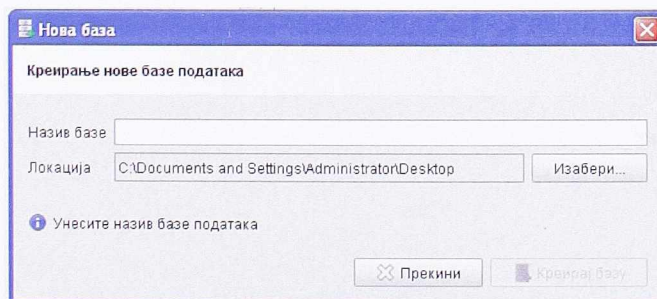 Нова база
Креирање нове базе података
Назив базе
Локација C:\Documents and Settings\Administrator\Desktop Изабери...
Унесите назив базе података
Прекини Креирај базу